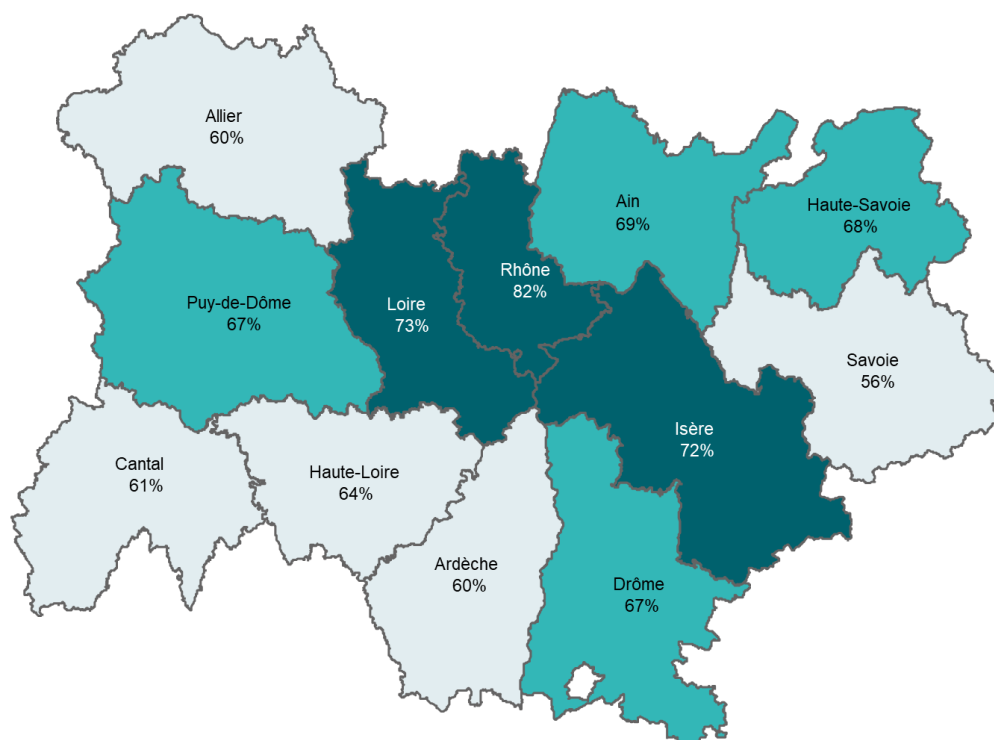 Allier
60%
Ain
69%
Haute-Savoie
68%
Rhône
82%
Puy-de-Dôme
67%
Loire
73%
Savoie
56%
Isère
72%
Cantal
61%
Haute-Loire
64%
Ardèche
60%
Drôme
67%